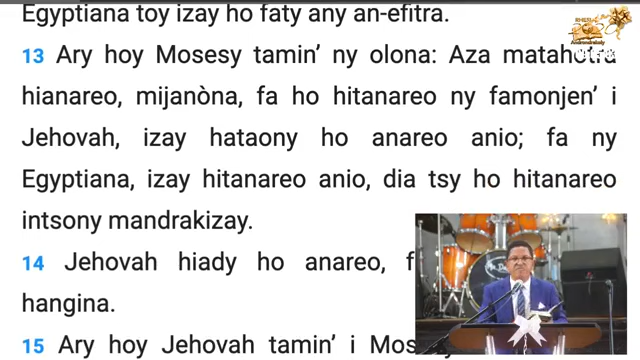 Egyptiana toy izay ho faty any an-efitra.
13 Ary hoy Mosesy tamin’ ny olona: Aza matahotra
hianareo, mijanòna, fa ho hitanareo ny famonjen’ i
Jehovah, izay hataony ho anareo anio; fa ny
Egyptiana, izay hitanareo anio, dia tsy ho hitanareo
intsony mandrakizay.
14 Jehovah hiady ho anareo, f
hangina.
15 Ary hoy Jehovah tamin’ i Mos